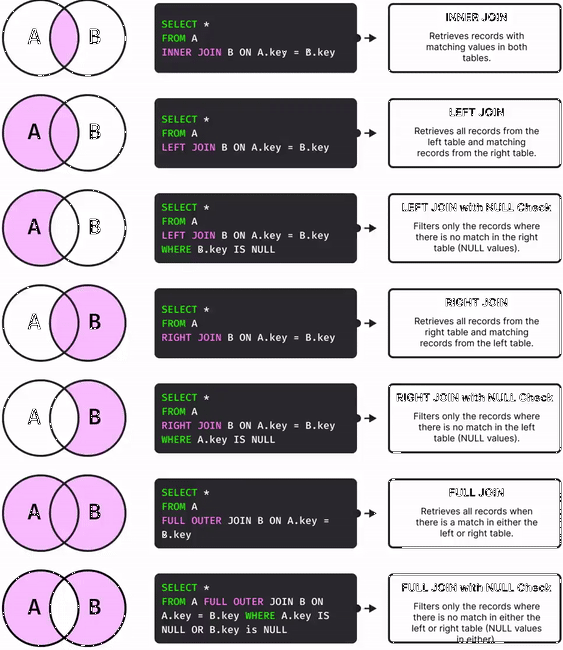 A B
SELECT *
FROM A
INNER JOIN B ON A.key = B.key
INNER JOIN
Retrieves records with
matching values in both
tables.
A B
SELECT *
FROM A
LEFT JOIN B ON A.key = B.key
LEFT JOIN
Retrieves all records from the
left table and matching
records from the right table.
A B
SELECT *
FROM A
LEFT JOIN B ON A.key = B.key
WHERE B.key IS NULL
LEFT JOIN with NULL Check
Filters only the records where
there is no match in the right
table (NULL values).
A B
SELECT *
FROM A
RIGHT JOIN B ON A.key = B.key
RIGHT JOIN
Retrieves all records from the
right table and matching
records from the left table.
A B
SELECT *
FROM A
RIGHT JOIN B ON A.key = B.key
WHERE A.key IS NULL
RIGHT JOIN with NULL Check
Filters only the records where
there is no match in the left
table (NULL values).
A B
SELECT *
FROM A
FULL OUTER JOIN B ON A.key =
B.key
FULL JOIN
Retrieves all records when
there is a match in either the
left or right table.
A B
SELECT *
FROM A FULL OUTER JOIN B ON
A.key = B.key WHERE A.key IS
NULL OR B.key is NULL
FULL JOIN with NULL Check
Filters only the records where
there is no match in either the
left or right table (NULL values
in either)